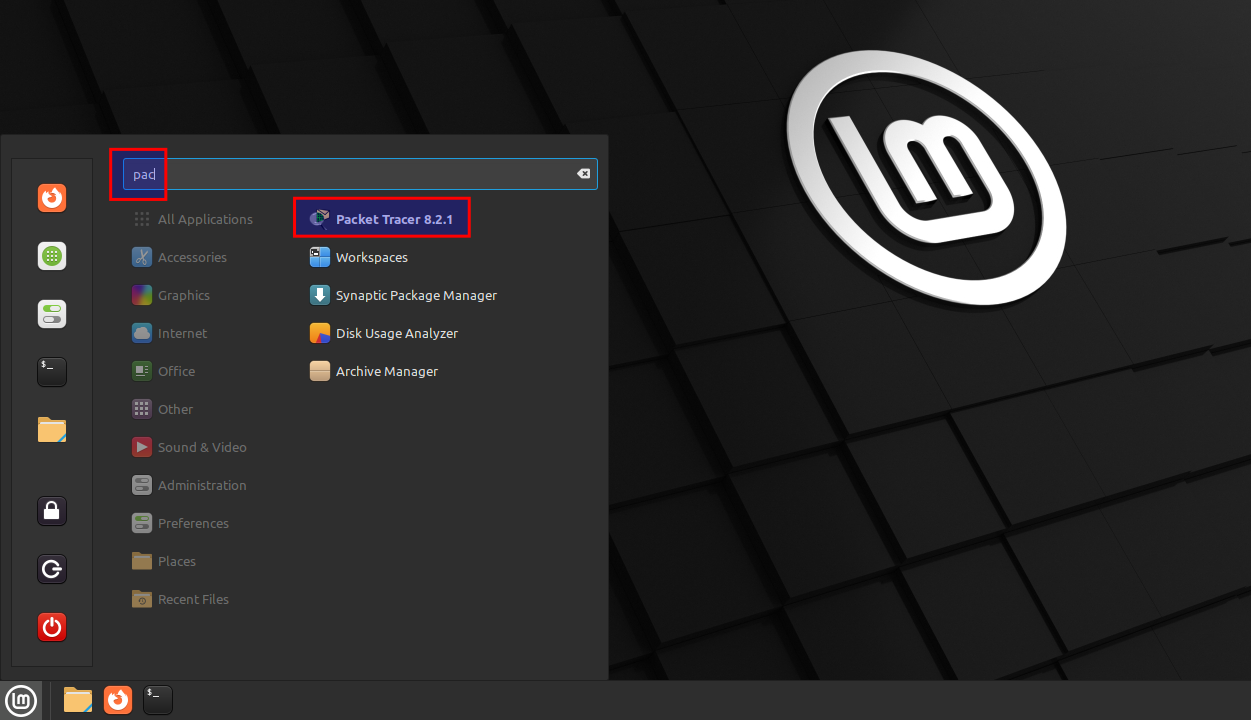 pac
All Applications
Accessories
Graphics
Internet
Office
Other
Sound & Video
Administration
Preferences
Places
Recent Files
Packet Tracer 8.2.1
Workspaces
Synaptic Package Manager
Disk Usage Analyzer
Archive Manager